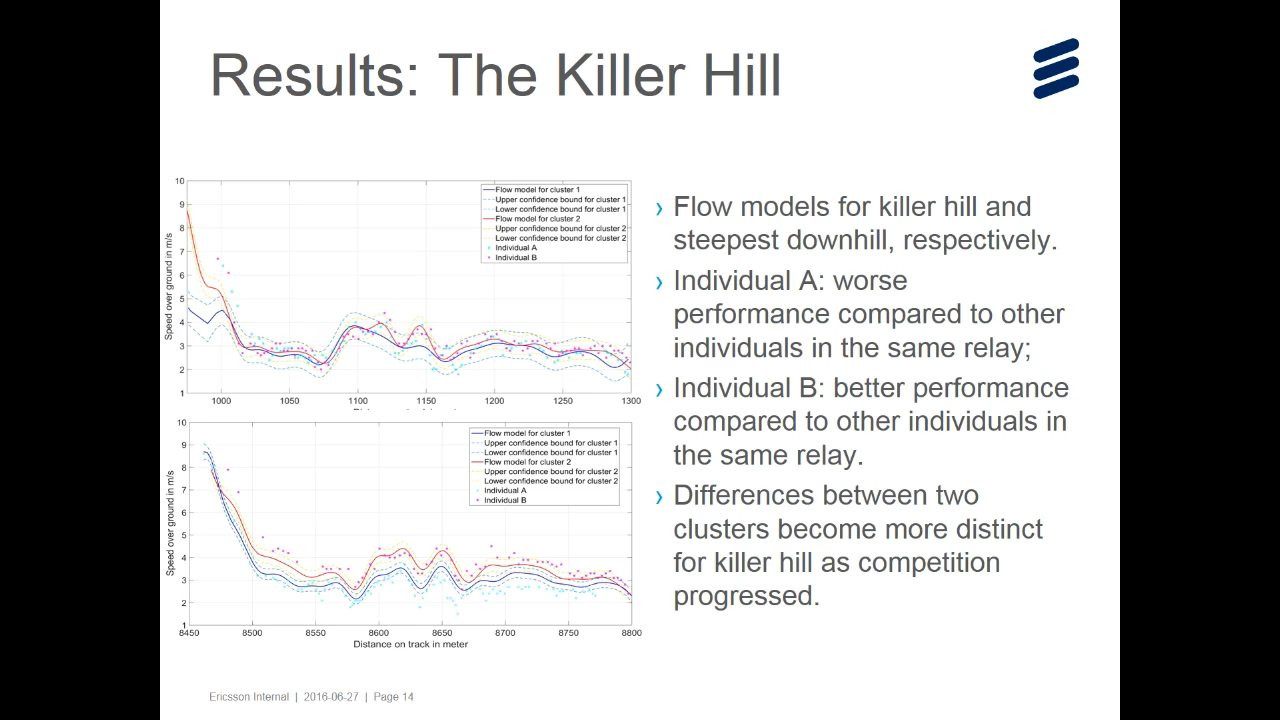 Results: The Killer Hill
10
9
8
7
6
5
4
3
2
1
Speed over ground in m/s
Flow model for cluster 1
Upper confidence bound for cluster 1
Lower confidence bound for cluster 1
Flow model for cluster 2
Upper confidence bound for cluster 2
Lower confidence bound for cluster 2
Individual A
Individual B
1000 1050 1100 1150 1200 1250 1300
10
9
8
7
6
5
4
3
2
1
Speed over ground in m/s
Flow model for cluster 1
Upper confidence bound for cluster 1
Lower confidence bound for cluster 1
Flow model for cluster 2
Upper confidence bound for cluster 2
Lower confidence bound for cluster 2
Individual A
Individual B
8450 8500 8550 8600 8650 8700 8750 8800
Distance on track in meter
› Flow models for killer hill and
steepest downhill, respectively.
› Individual A: worse
performance compared to other
individuals in the same relay;
› Individual B: better performance
compared to other individuals in
the same relay.
› Differences between two
clusters become more distinct
for killer hill as competition
progressed.
Ericsson Internal | 2016-06-27 | Page 14